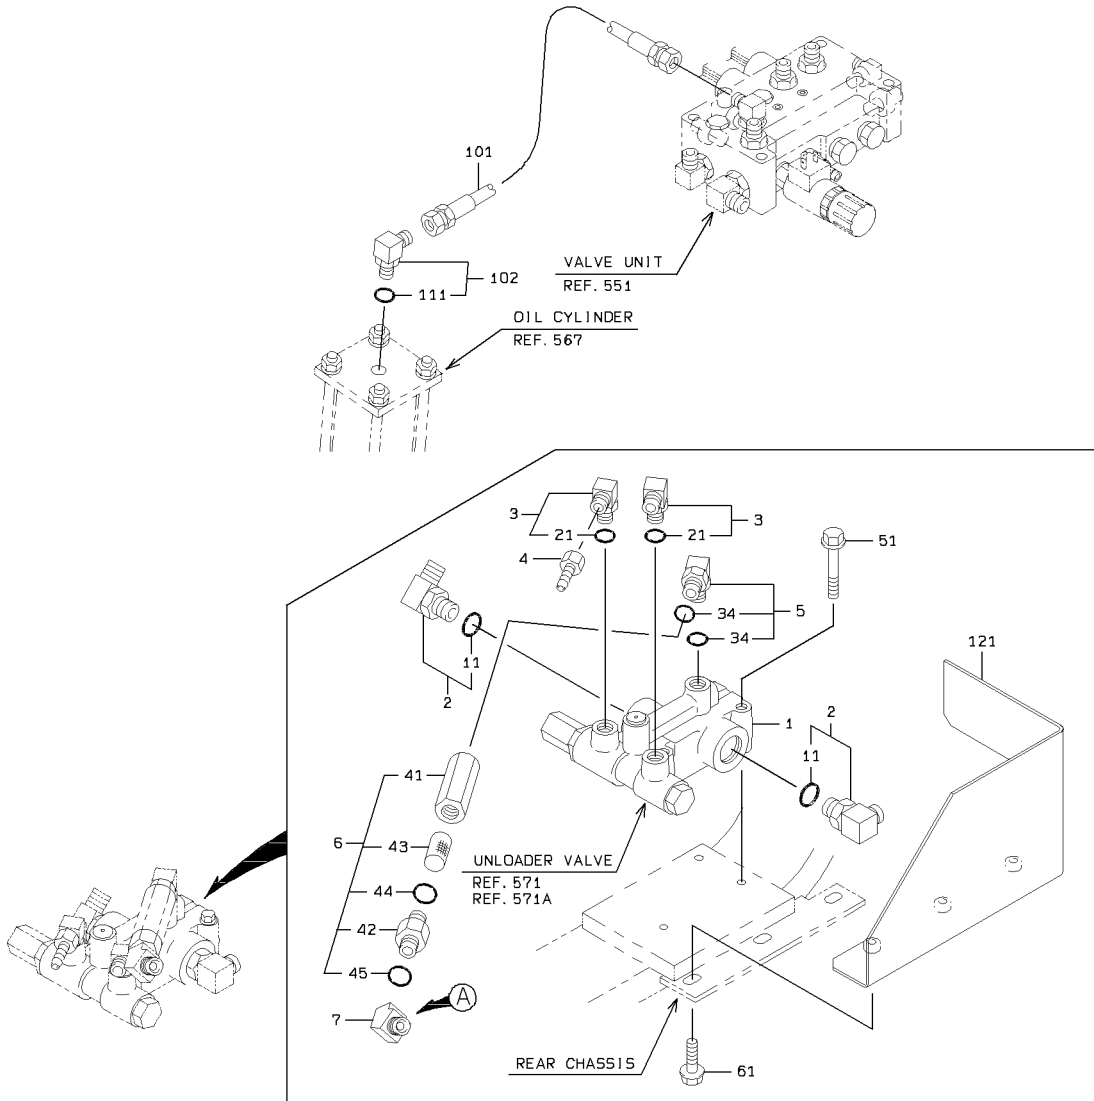 101
VALVE UNIT
REF. 551
102
111
OIL CYLINDER
REF. 567
3
21
21
3
4
51
34
5
34
121
11
2
1
2
11
41
6
43
UNLOADER VALVE
REF. 571
REF. 571A
44
42
45
A
7
REAR CHASSIS
61